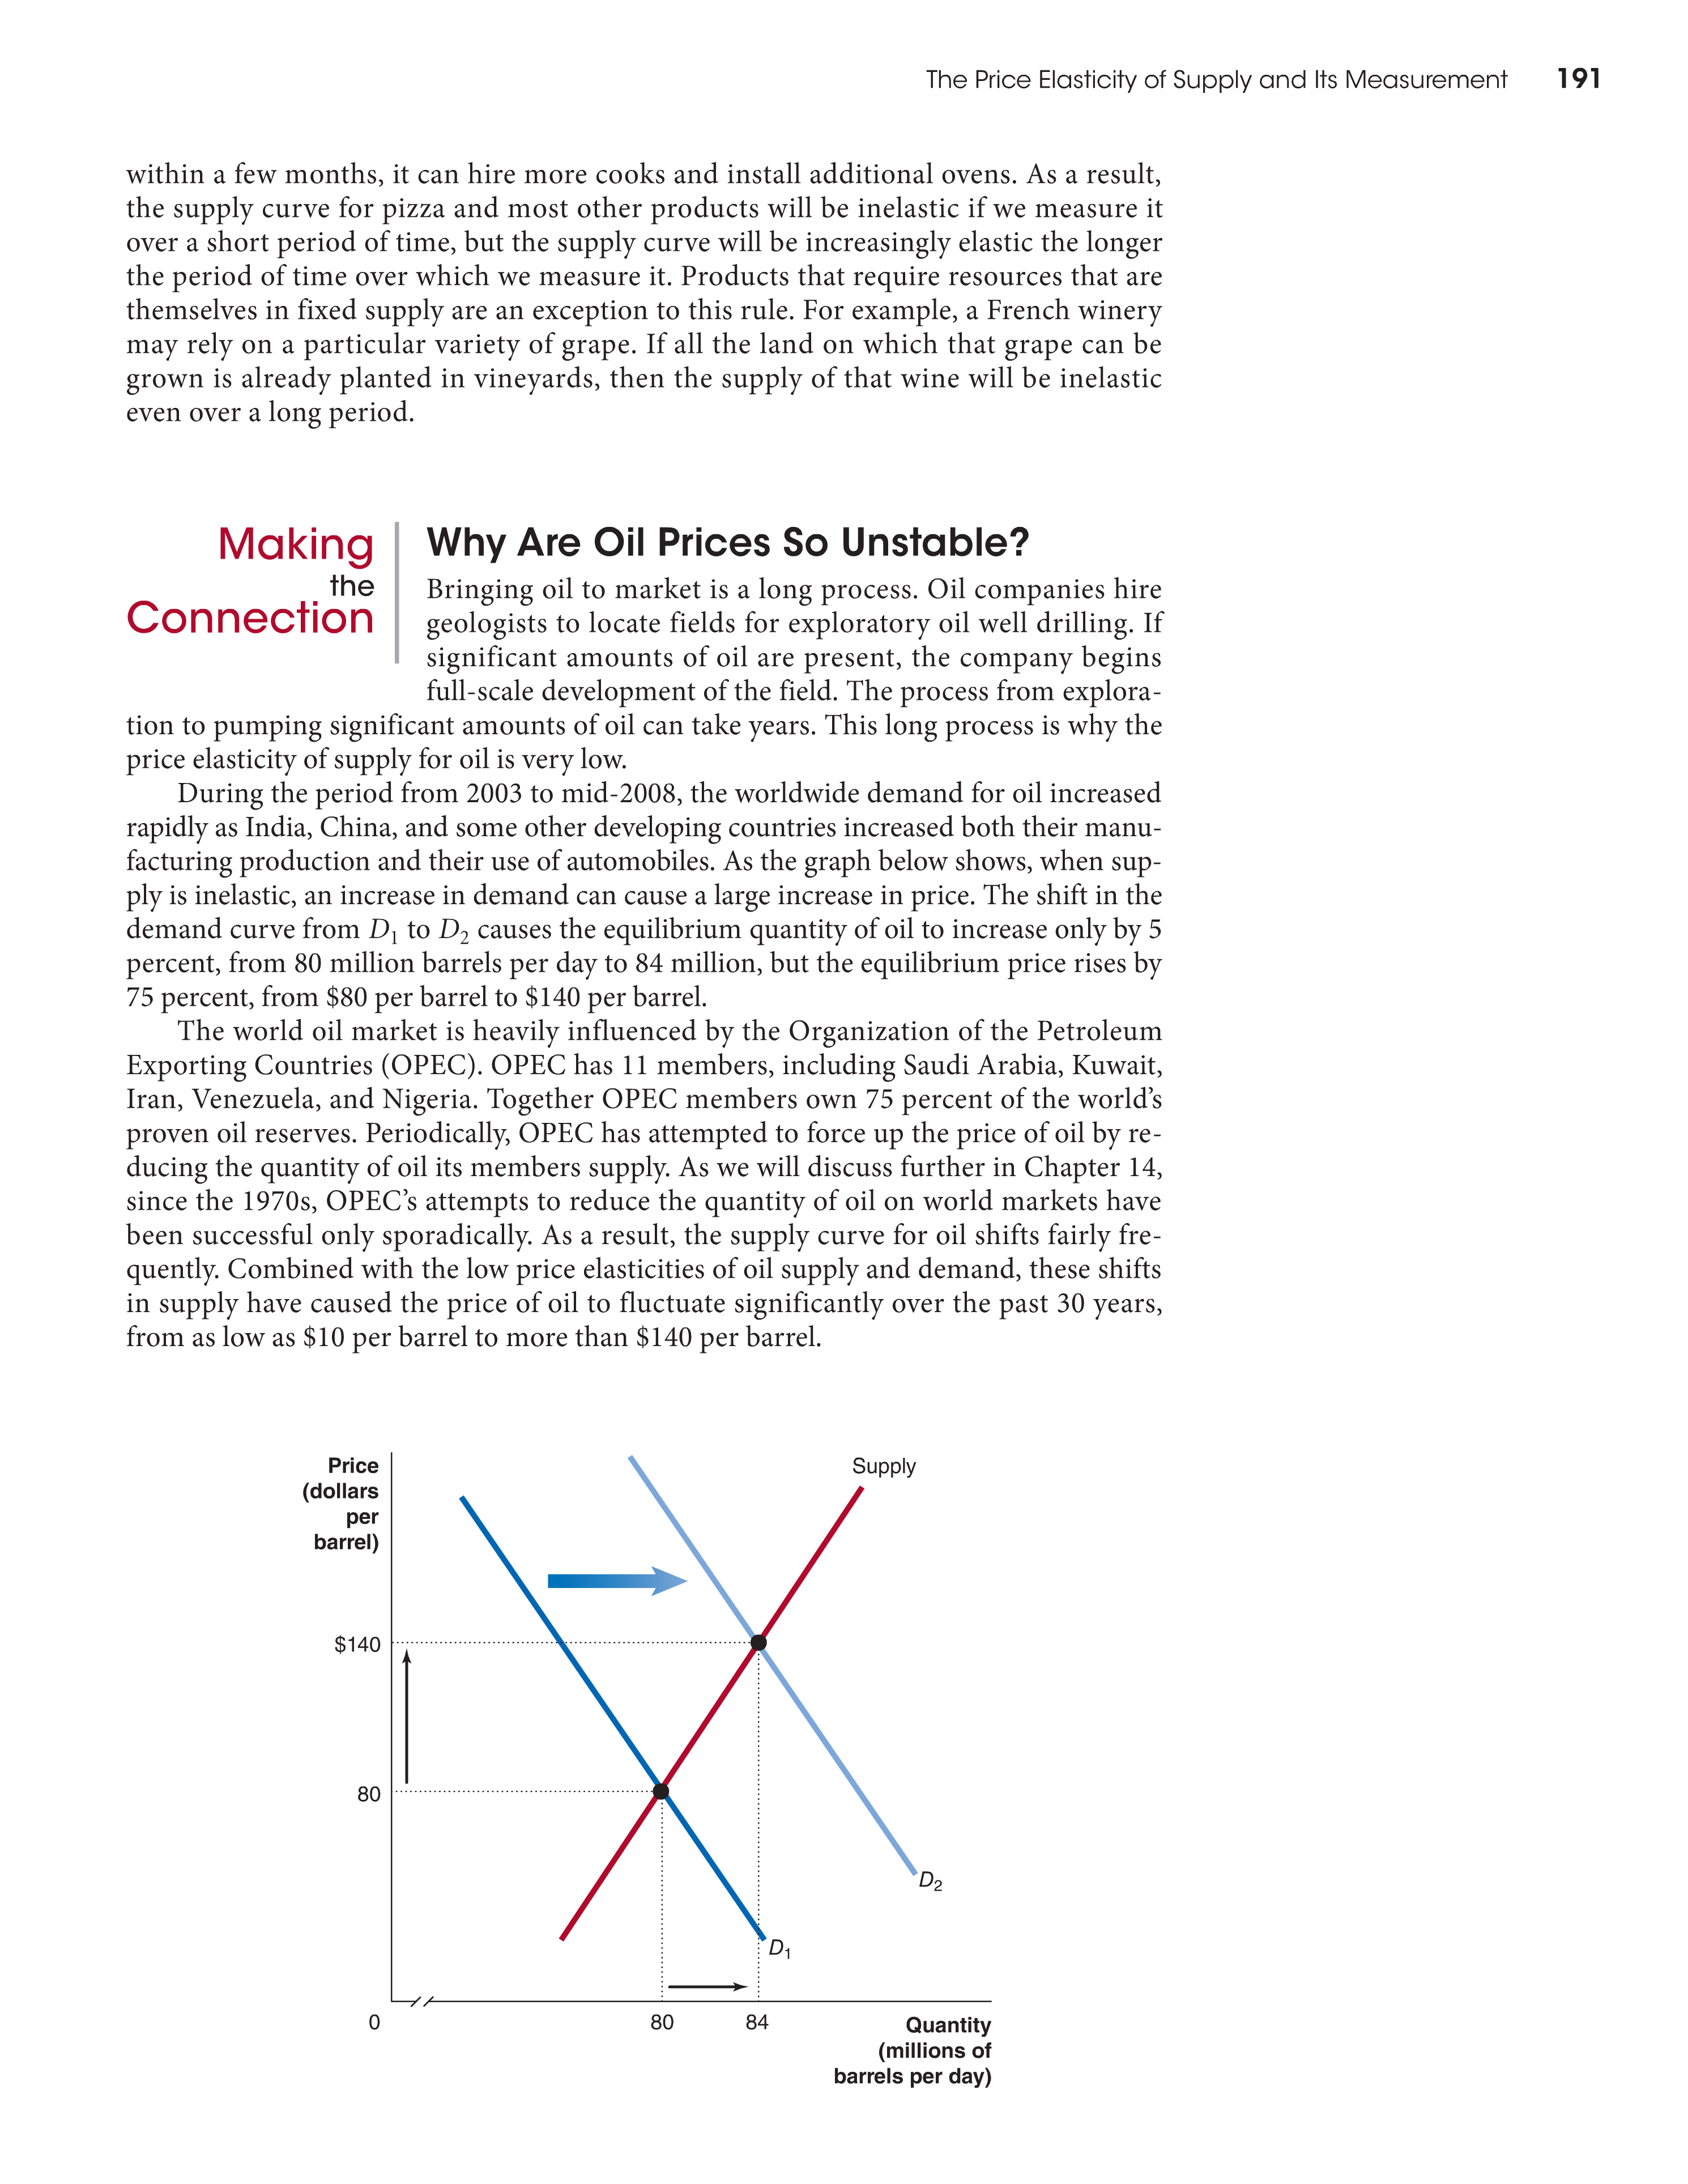 The Price Elasticity of Supply and Its Measurement 191
within a few months, it can hire more cooks and install additional ovens. As a result,
the supply curve for pizza and most other products will be inelastic if we measure it
over a short period of time, but the supply curve will be increasingly elastic the longer
the period of time over which we measure it. Products that require resources that are
themselves in fixed supply are an exception to this rule. For example, a French winery
may rely on a particular variety of grape. If all the land on which that grape can be
grown is already planted in vineyards, then the supply of that wine will be inelastic
even over a long period.
Making
the
Connection
Why Are Oil Prices So Unstable?
Bringing oil to market is a long process. Oil companies hire
geologists to locate fields for exploratory oil well drilling. If
significant amounts of oil are present, the company begins
full-scale development of the field. The process from explora-
tion to pumping significant amounts of oil can take years. This long process is why the
price elasticity of supply for oil is very low.
During the period from 2003 to mid-2008, the worldwide demand for oil increased
rapidly as India, China, and some other developing countries increased both their manu-
facturing production and their use of automobiles. As the graph below shows, when sup-
ply is inelastic, an increase in demand can cause a large increase in price. The shift in the
demand curve from D₁ to D₂ causes the equilibrium quantity of oil to increase only by 5
percent, from 80 million barrels per day to 84 million, but the equilibrium price rises by
75 percent, from $80 per barrel to $140 per barrel.
The world oil market is heavily influenced by the Organization of the Petroleum
Exporting Countries (OPEC). OPEC has 11 members, including Saudi Arabia, Kuwait,
Iran, Venezuela, and Nigeria. Together OPEC members own 75 percent of the world's
proven oil reserves. Periodically, OPEC has attempted to force up the price of oil by re-
ducing the quantity of oil its members supply. As we will discuss further in Chapter 14,
since the 1970s, OPEC's attempts to reduce the quantity of oil on world markets have
been successful only sporadically. As a result, the supply curve for oil shifts fairly fre-
quently. Combined with the low price elasticities of oil supply and demand, these shifts
in supply have caused the price of oil to fluctuate significantly over the past 30 years,
from as low as $10 per barrel to more than $140 per barrel.
Price
(dollars
per
barrel)
Supply
$140
80
D₂
D₁
0
80
84
Quantity
(millions of
barrels per day)